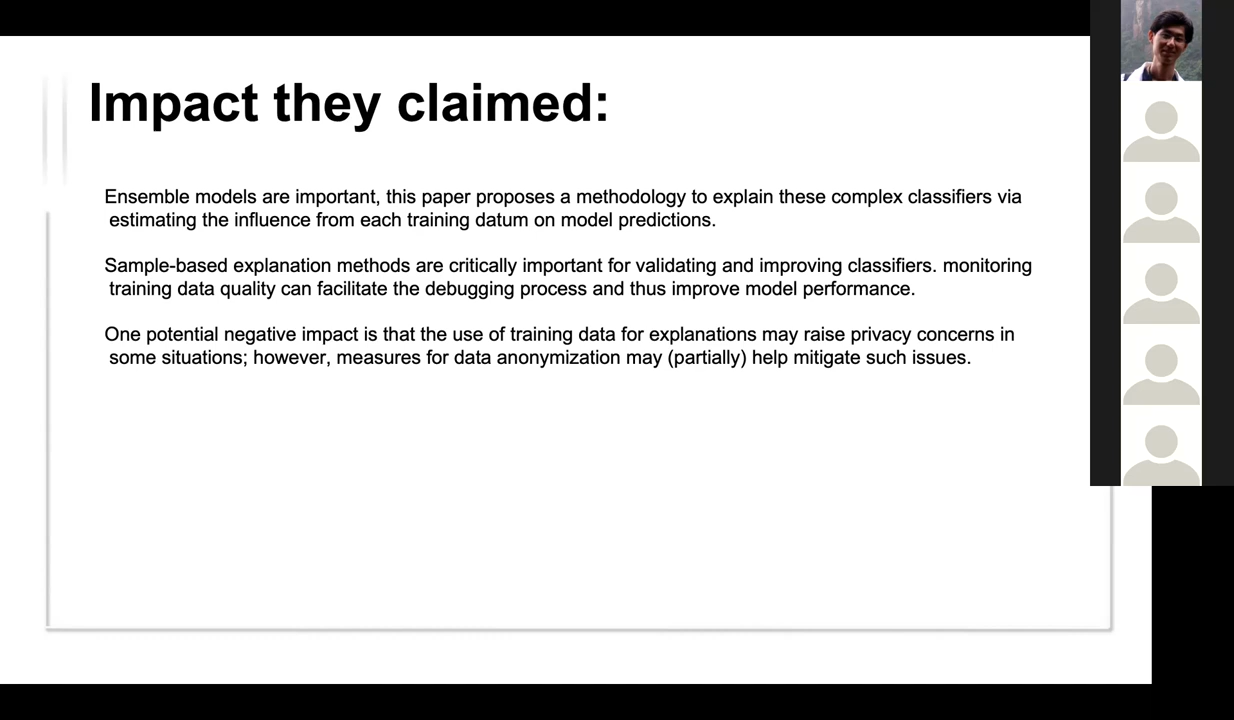 Impact they claimed:
Ensemble models are important, this paper proposes a methodology to explain these complex classifiers via
estimating the influence from each training datum on model predictions.
Sample-based explanation methods are critically important for validating and improving classifiers. monitoring
training data quality can facilitate the debugging process and thus improve model performance.
One potential negative impact is that the use of training data for explanations may raise privacy concerns in
some situations; however, measures for data anonymization may (partially) help mitigate such issues.